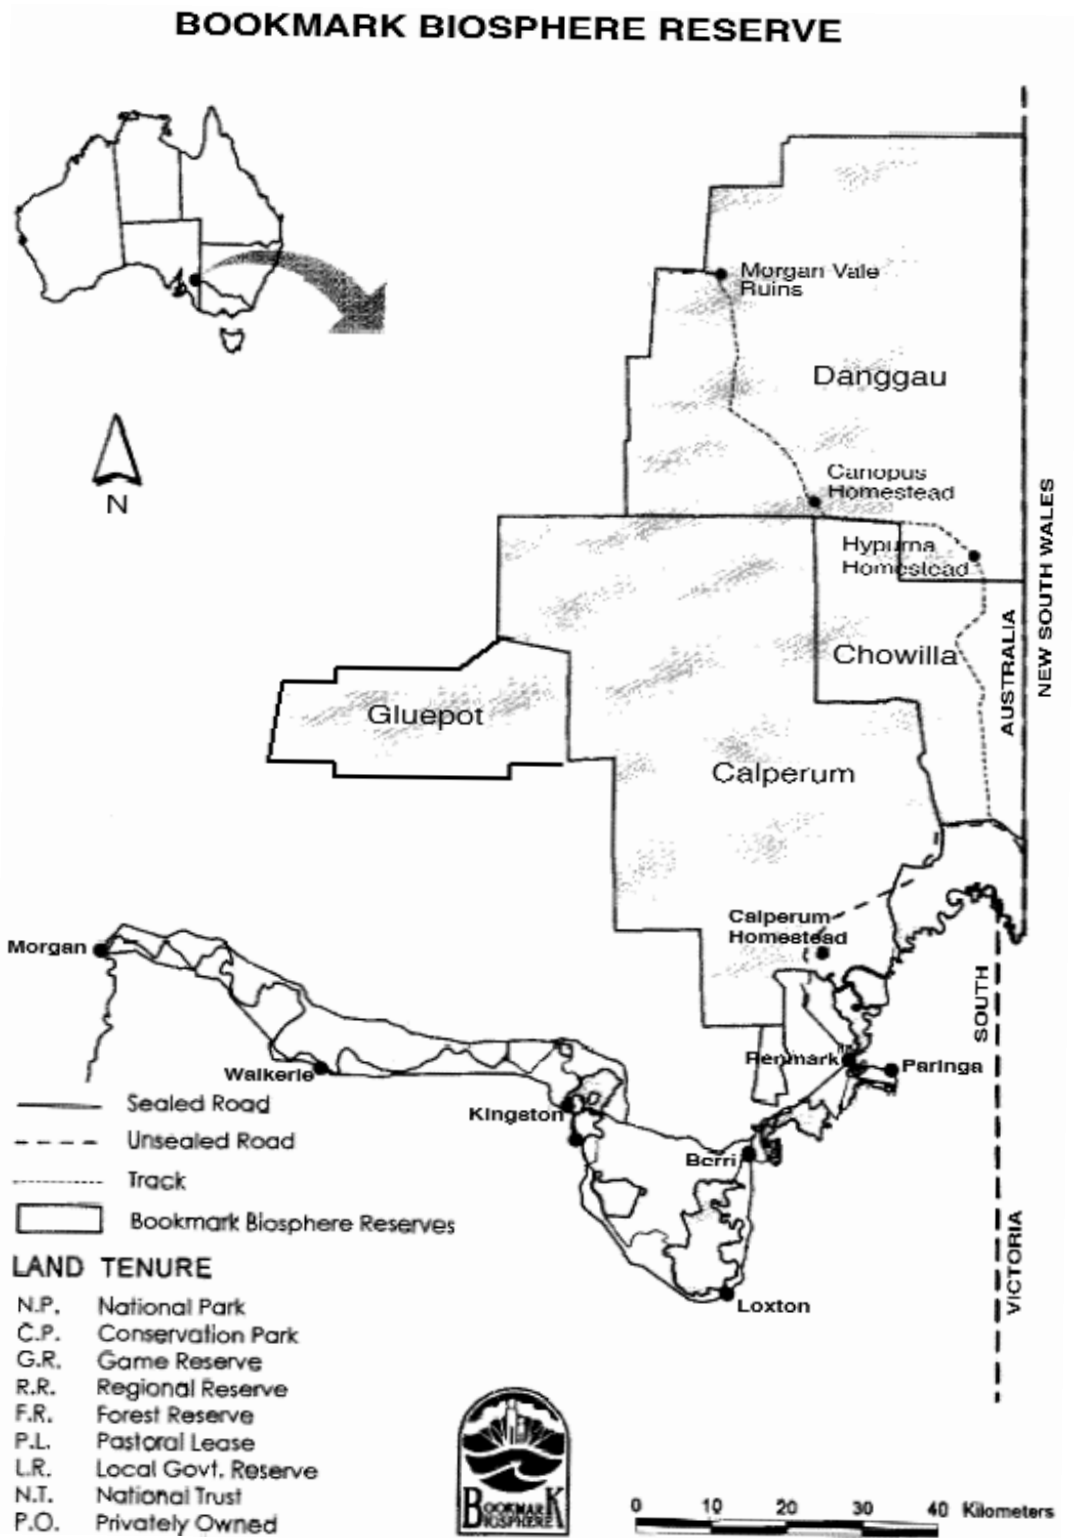 BOOKMARK BIOSPHERE RESERVE
Morgan Vale
Ruins
Danggau
Canopus
Homestead
Hypurna
Homestead
NEW SOUTH WALES
Chowilla
AUSTRALIA
Gluepot
Calperum
N
Calperum
Homestead
Morgan
SOUTH
Renmark
Paringa
Waikerie
Kingston
Berri
VICTORIA
Loxton
Sealed Road
Unsealed Road
Track
Bookmark Biosphere Reserves
LAND TENURE
N.P. National Park
C.P. Conservation Park
G.R. Game Reserve
R.R. Regional Reserve
F.R. Forest Reserve
P.L. Pastoral Lease
L.R. Local Govt. Reserve
N.T. National Trust
P.O. Privately Owned
BOOKMARK
BIOSPHERE
0 10 20 30 40 Kilometers